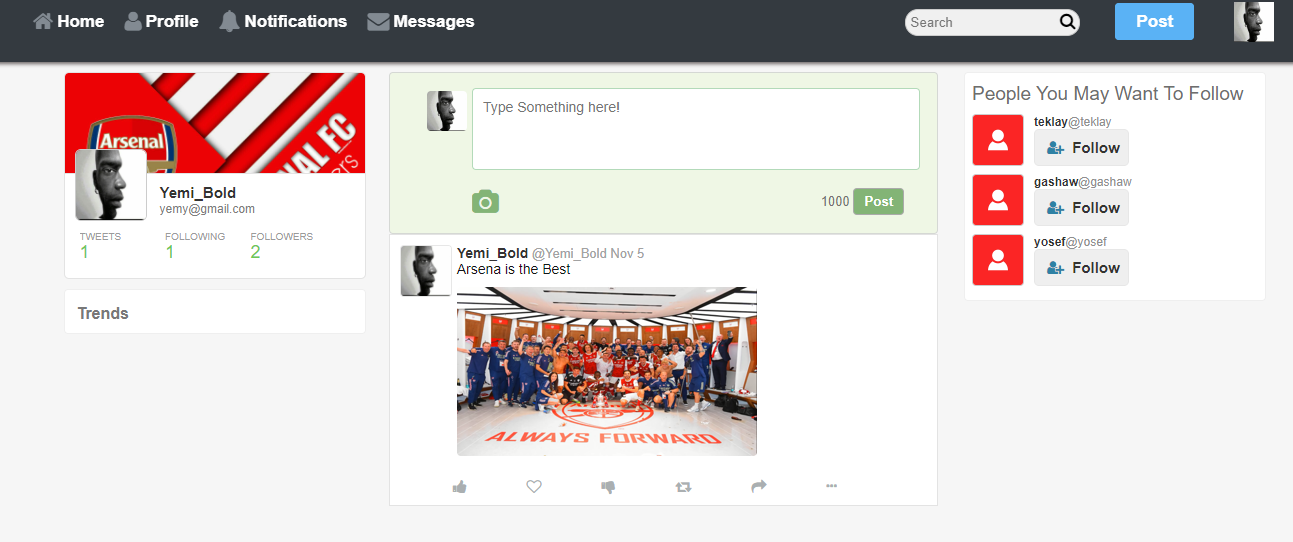 Home Profile Notifications Messages Search Post
Arsenal
NAL FC
ers
Yemi_Bold
yemy@gmail.com
TWEETS FOLLOWING FOLLOWERS
1 1 2
Trends
Type Something here!
1000 Post
Yemi_Bold @Yemi_Bold Nov 5
Arsena is the Best
ALWAYS FORWARD
People You May Want To Follow
teklay@teklay
Follow
gashaw@gashaw
Follow
yosef@yosef
Follow